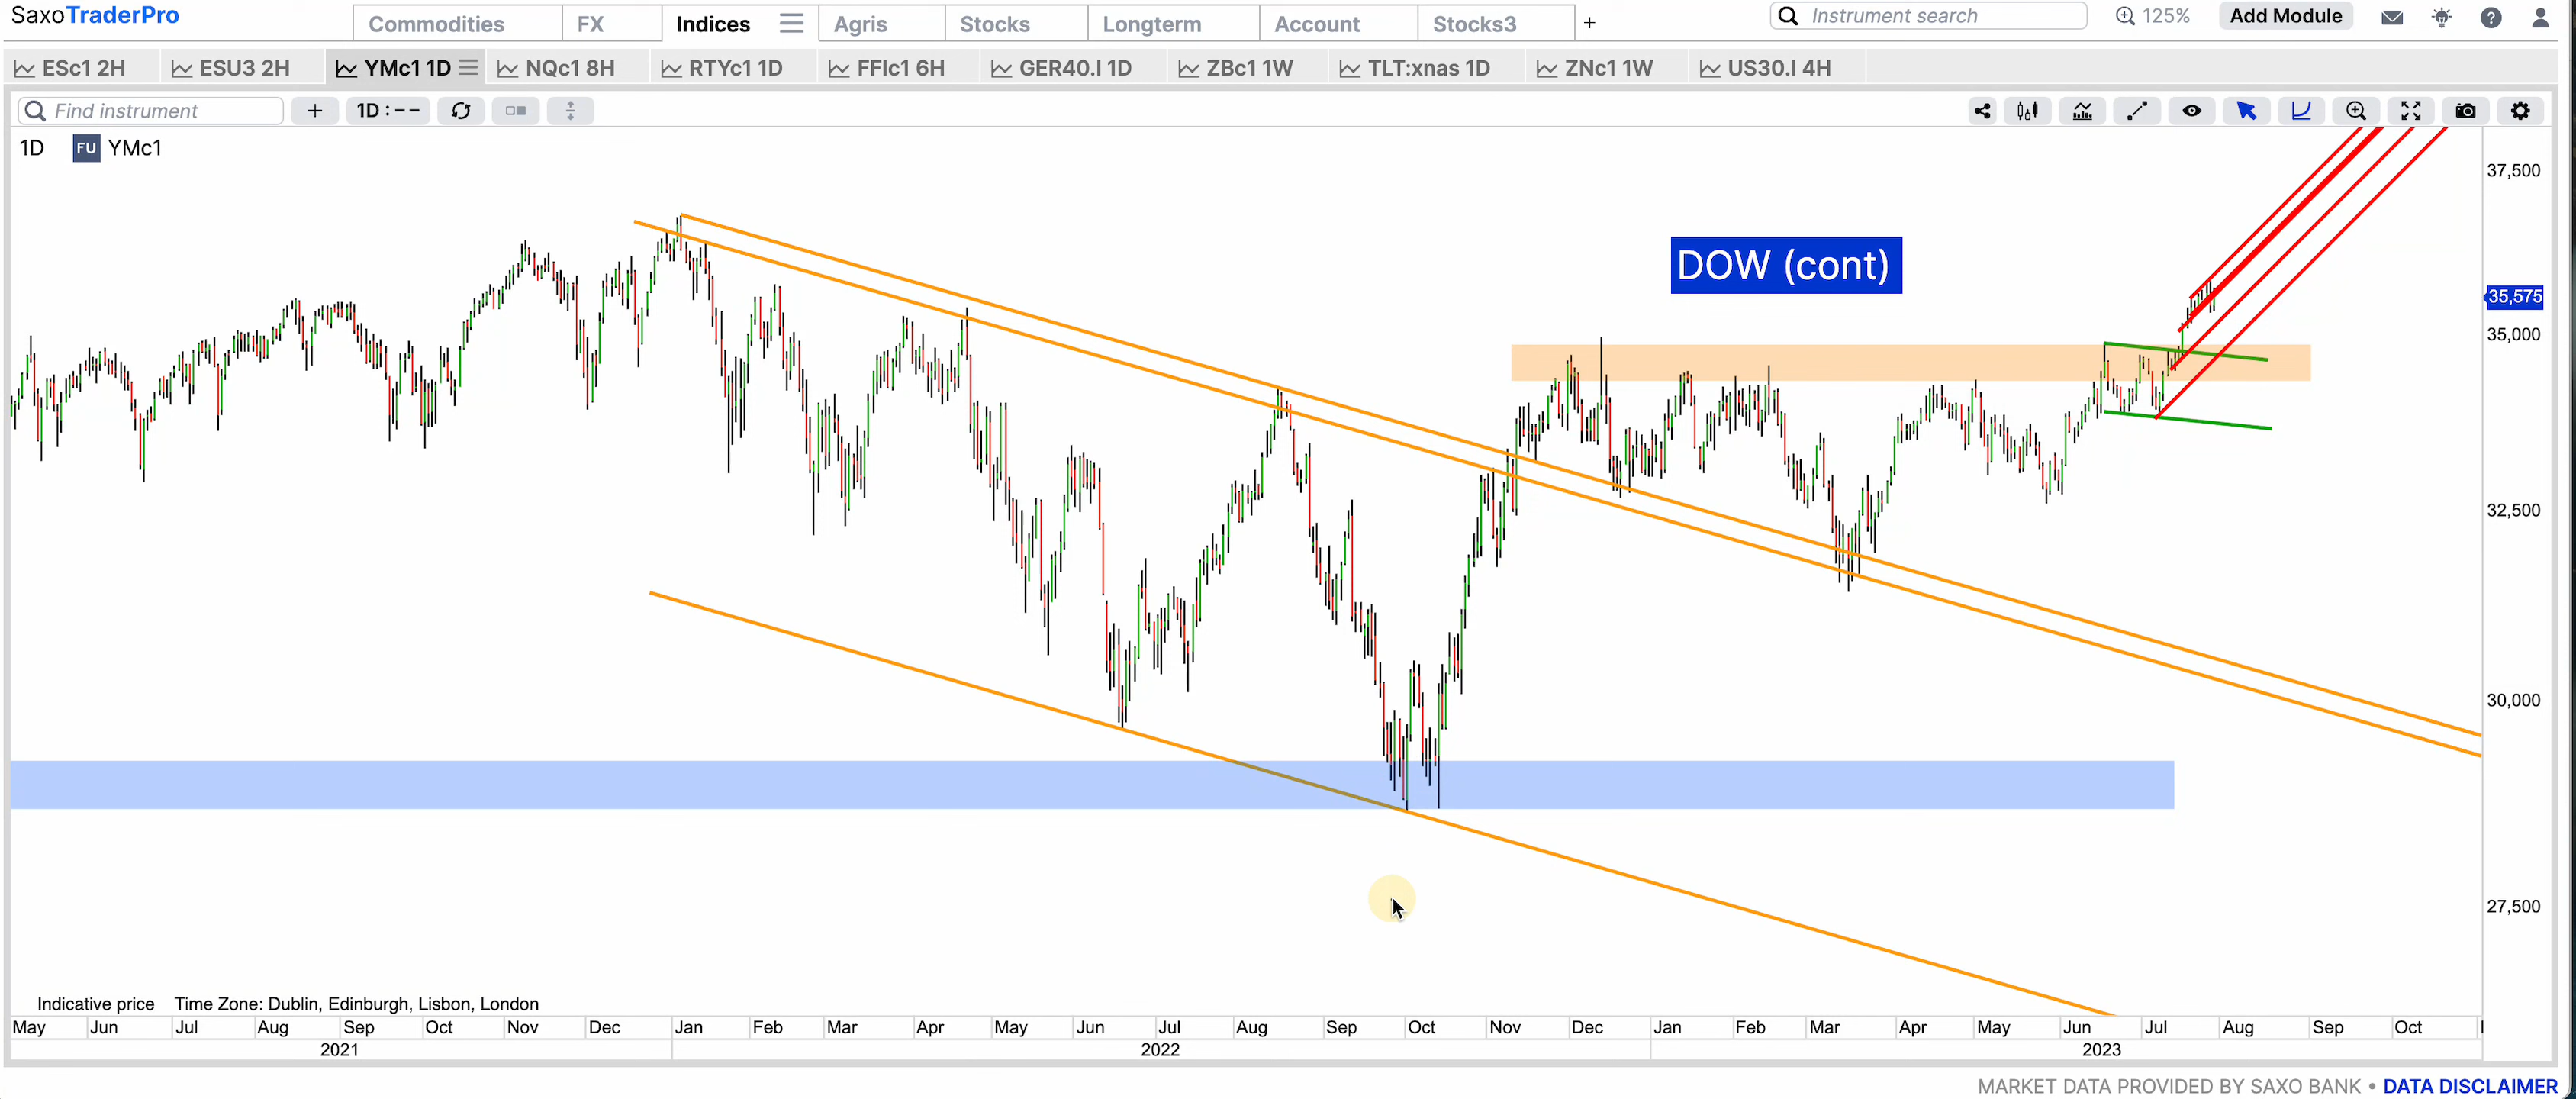 SaxoTraderPro
Commodities FX Indices Agris Stocks Longterm Account Stocks3 +
Instrument search 125% Add Module
ESc1 2H ESU3 2H YMc1 1D NQc1 8H RTYc1 1D FFIc1 6H GER40.I 1D ZBc1 1W TLT:xnas 1D ZNc1 1W US30.I 4H
Find instrument + 1D : - -
1D FU YMc1
37,500
DOW (cont)
35,575
35,000
32,500
30,000
27,500
Indicative price Time Zone: Dublin, Edinburgh, Lisbon, London
May Jun Jul Aug Sep Oct Nov Dec Jan Feb Mar Apr May Jun Jul Aug Sep Oct Nov Dec Jan Feb Mar Apr May Jun Jul Aug Sep Oct
2021 2022 2023
MARKET DATA PROVIDED BY SAXO BANK • DATA DISCLAIMER